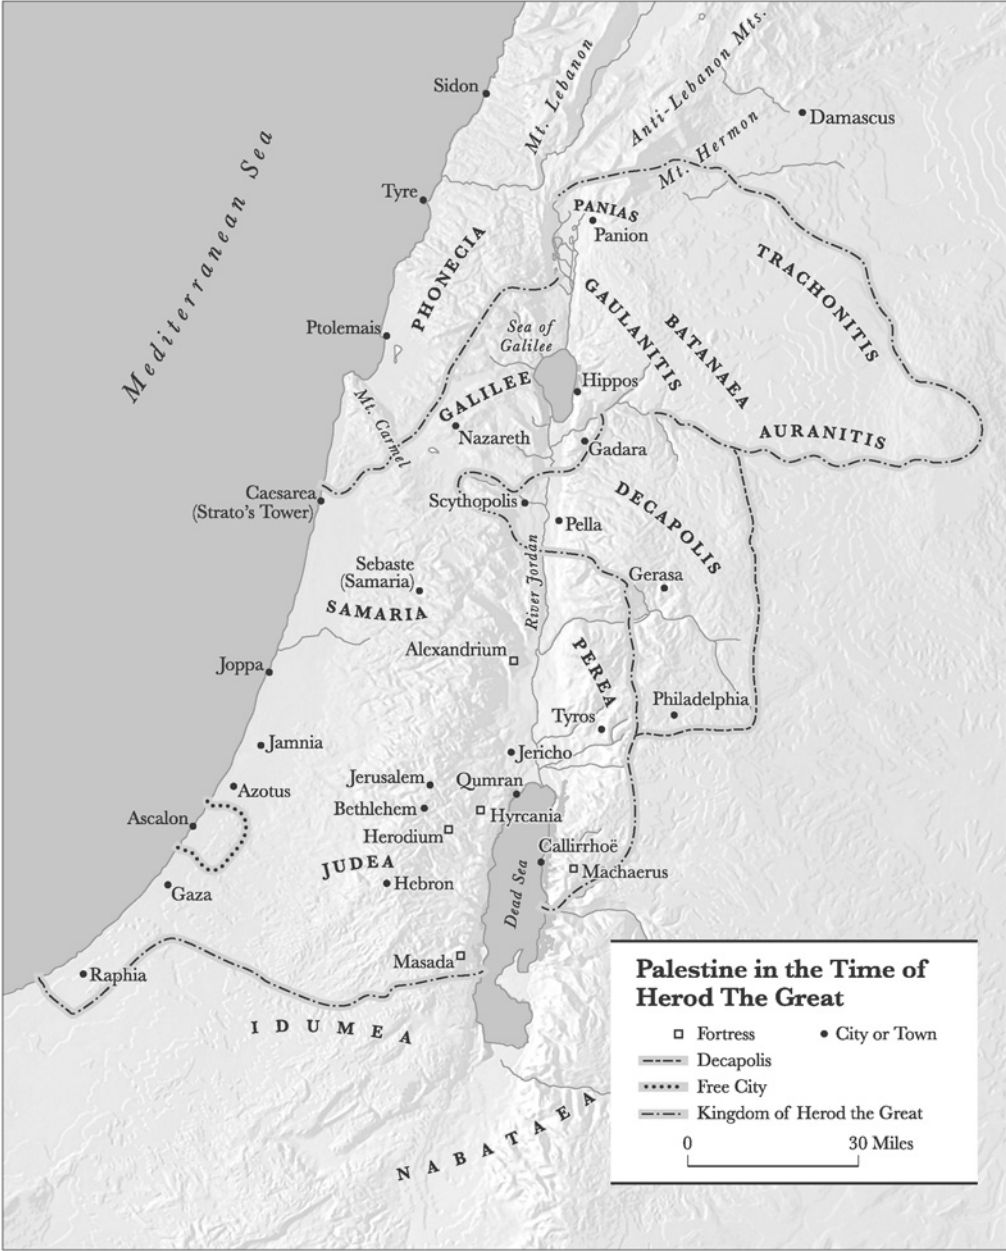 Sidon
Mt. Lebanon
Anti-Lebanon Mts.
Damascus
Mt. Hermon
Mediterranean Sea
Tyre
PANIAS
Panion
PHONECIA
TRACHONITIS
GAULANITIS
BATANAEA
Ptolemais
Sea of
Galilee
Hippos
GALILEE
Mt. Carmel
Nazareth
AURANITIS
Gadara
Caesarea
(Strato's Tower)
Scythopolis
DECAPOLIS
Pella
River Jordan
Sebaste
(Samaria)
Gerasa
SAMARIA
Alexandrium
PEREA
Joppa
Philadelphia
Tyros
Jamnia
Jericho
Jerusalem
Qumran
Azotus
Bethlehem
Hyrcania
Ascalon
Herodium
Callirrhoë
JUDEA
Machaerus
Hebron
Dead Sea
Gaza
Masada
Raphia
IDUMEA
NABATAEA
Palestine in the Time of
Herod The Great
Fortress
City or Town
Decapolis
Free City
Kingdom of Herod the Great
0 30 Miles